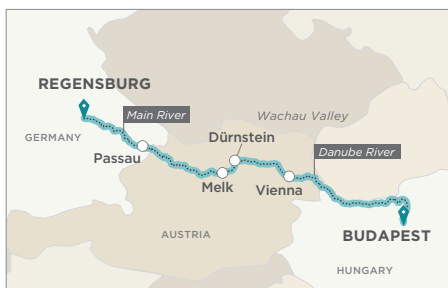 REGENSBURG
Main River
Wachau Valley
GERMANY
Dürnstein
Passau
Danube River
Melk
Vienna
AUSTRIA
BUDAPEST
HUNGARY